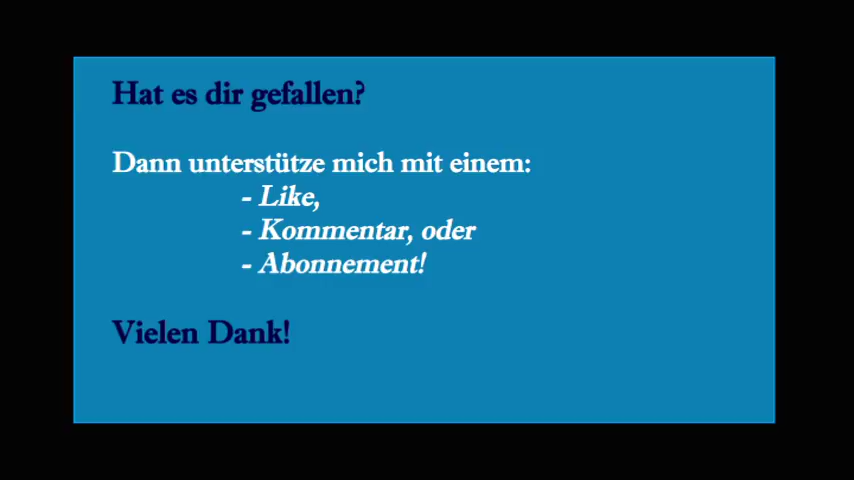 Hat es dir gefallen?
Dann unterstütze mich mit einem:
- Like,
- Kommentar, oder
- Abonnement!
Vielen Dank!